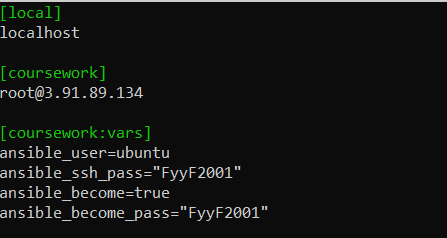 [local]
localhost
[coursework]
root@3.91.89.134
[coursework:vars]
ansible_user=ubuntu
ansible_ssh_pass="FyyF2001"
ansible_become=true
ansible_become_pass="FyyF2001"